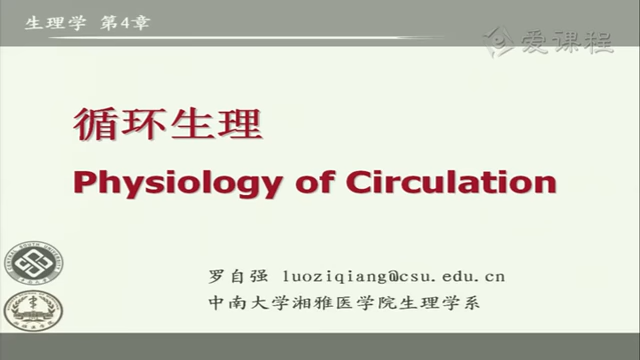 生理学 第4章
爱课程
循环生理
Physiology of Circulation
罗自强 luoziqiang@csu.edu.cn
中南大学湘雅医学院生理学系